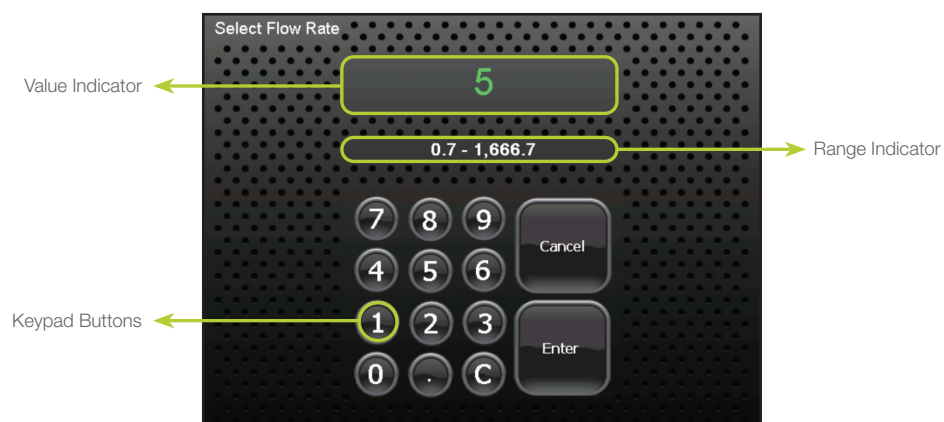 Select Flow Rate
Value Indicator
5
0.7 - 1,666.7
Range Indicator
7 8 9
Cancel
4 5 6
Keypad Buttons
1 2 3
Enter
0 . C